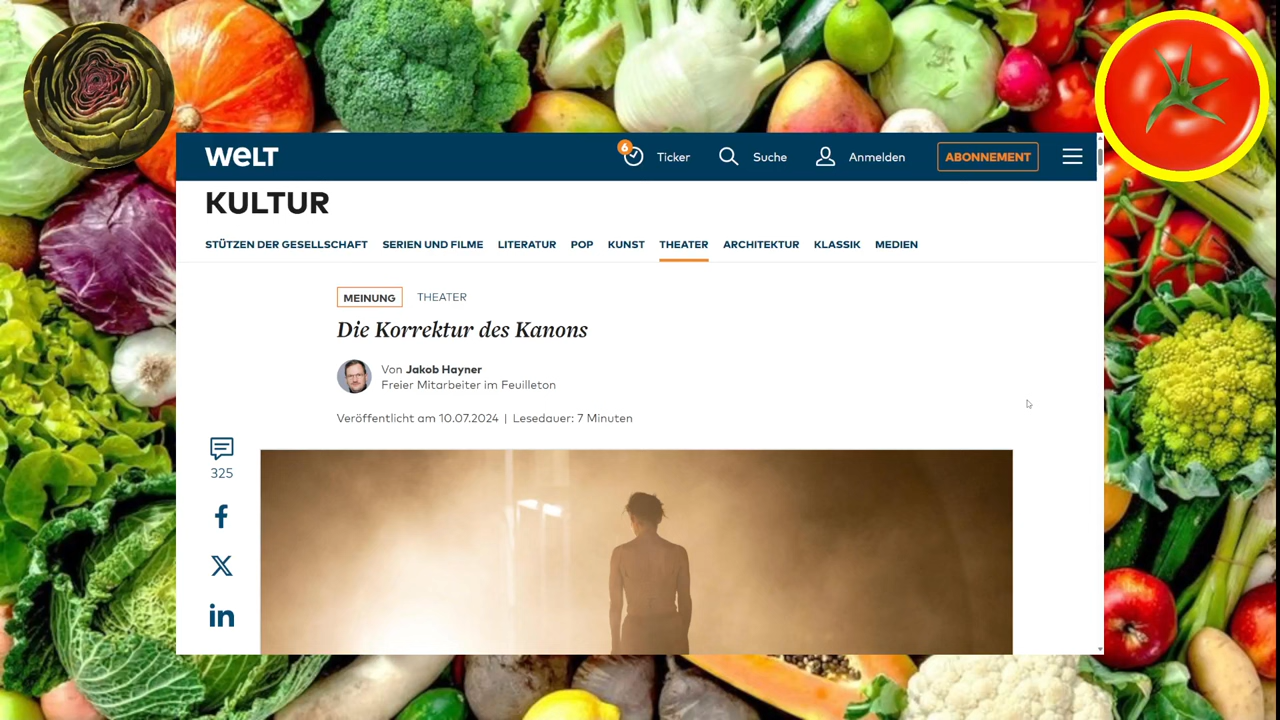 WELT
6
Ticker
Suche
Anmelden
ABONNEMENT
KULTUR
STÜTZEN DER GESELLSCHAFT SERIEN UND FILME LITERATUR POP KUNST THEATER ARCHITEKTUR KLASSIK MEDIEN
MEINUNG THEATER
Die Korrektur des Kanons
Von Jakob Hayner
Freier Mitarbeiter im Feuilleton
Veröffentlicht am 10.07.2024 | Lesedauer: 7 Minuten
325